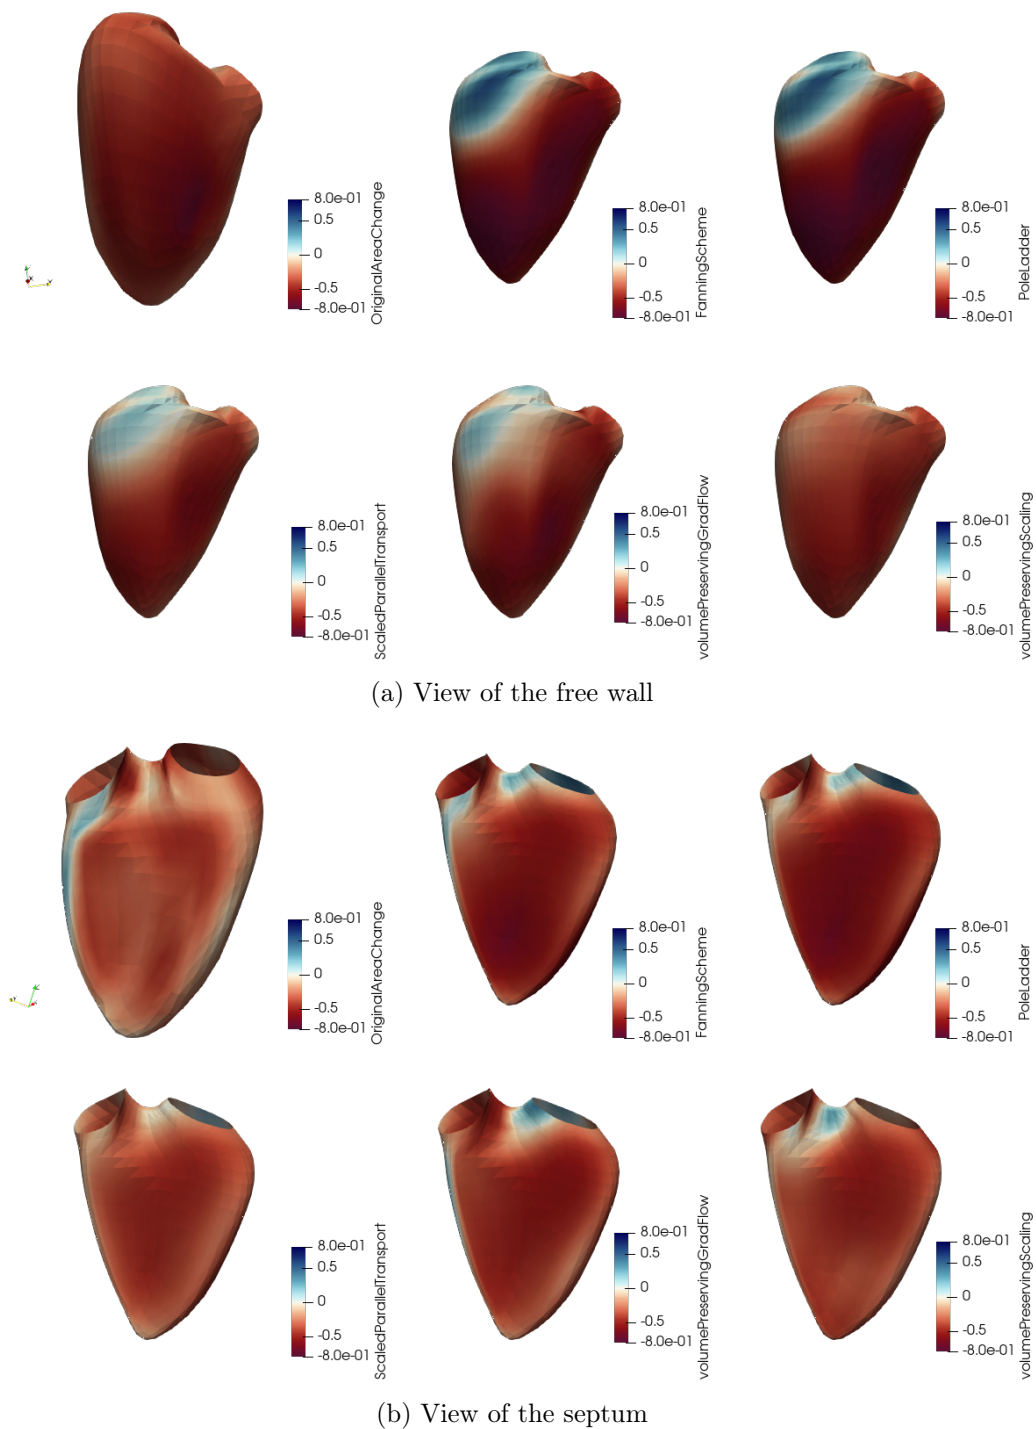 8.0e-01
0.5
0
-0.5
-8.0e-01
OriginalAreaChange
8.0e-01
0.5
0
-0.5
-8.0e-01
FanningScheme
8.0e-01
0.5
0
-0.5
-8.0e-01
PoleLadder
8.0e-01
0.5
0
-0.5
-8.0e-01
ScaledParallelTransport
8.0e-01
0.5
0
-0.5
-8.0e-01
volumePreservingGradFlow
8.0e-01
0.5
0
-0.5
-8.0e-01
volumePreservingScaling
(a) View of the free wall
8.0e-01
0.5
0
-0.5
-8.0e-01
OriginalAreaChange
8.0e-01
0.5
0
-0.5
-8.0e-01
FanningScheme
8.0e-01
0.5
0
-0.5
-8.0e-01
PoleLadder
8.0e-01
0.5
0
-0.5
-8.0e-01
ScaledParallelTransport
8.0e-01
0.5
0
-0.5
-8.0e-01
volumePreservingGradFlow
8.0e-01
0.5
0
-0.5
-8.0e-01
volumePreservingScaling
(b) View of the septum